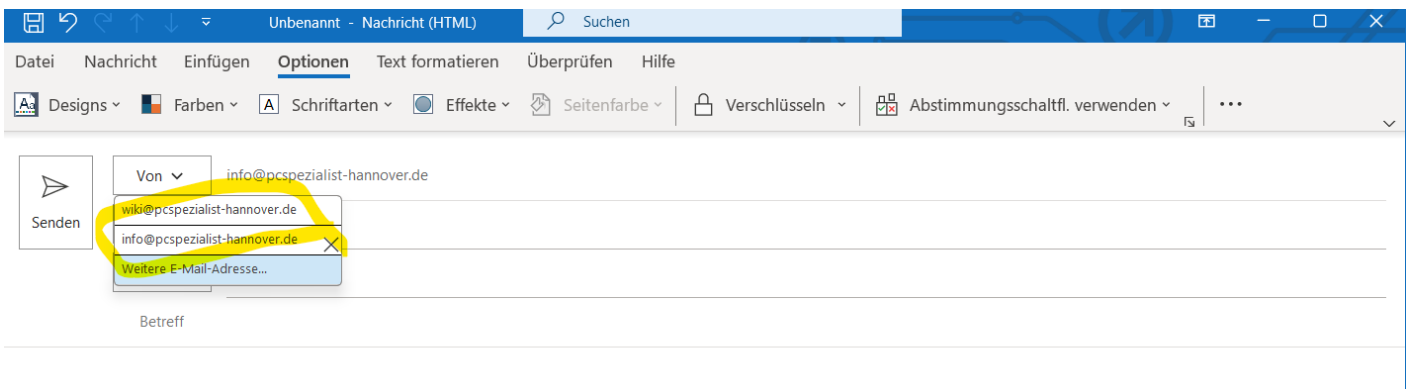 Unbenannt - Nachricht (HTML) Suchen
Datei Nachricht Einfügen Optionen Text formatieren Überprüfen Hilfe
Aa Designs Farben A Schriftarten Effekte Seitenfarbe Verschlüsseln Abstimmungsschaltfl. verwenden ...
Von info@pcspezialist-hannover.de
Senden
wiki@pcspezialist-hannover.de
info@pcspezialist-hannover.de
Weitere E-Mail-Adresse...
Betreff